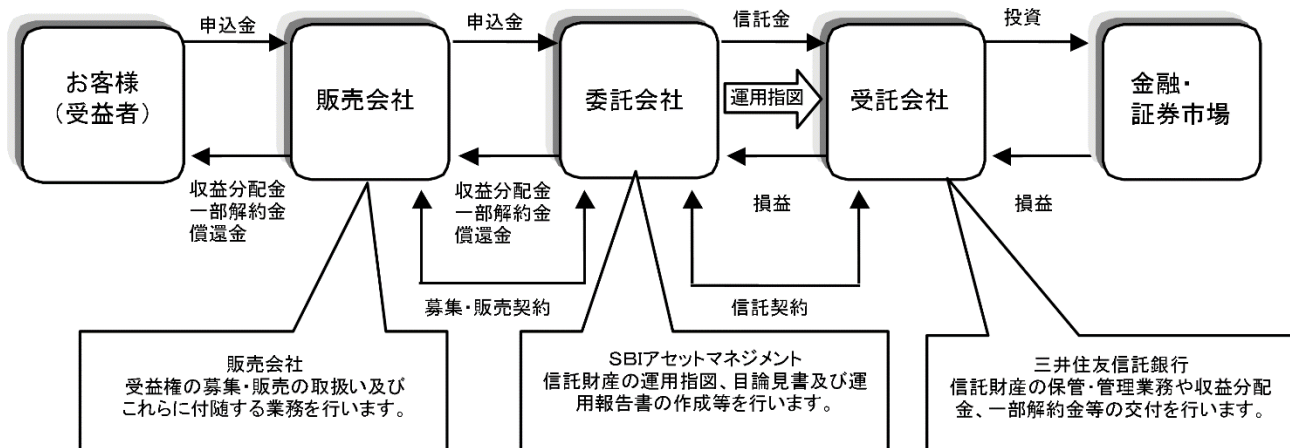 申込金
申込金
信託金
投資
お客様
(受益者)
販売会社
委託会社
運用指図
受託会社
金融・
証券市場
収益分配金
一部解約金
償還金
収益分配金
一部解約金
償還金
損益
損益
募集・販売契約
信託契約
販売会社
受益権の募集・販売の取扱い及び
これらに付随する業務を行います。
SBIアセットマネジメント
信託財産の運用指図、目論見書及び運
用報告書の作成等を行います。
三井住友信託銀行
信託財産の保管・管理業務や収益分配
金、一部解約金等の交付を行います。